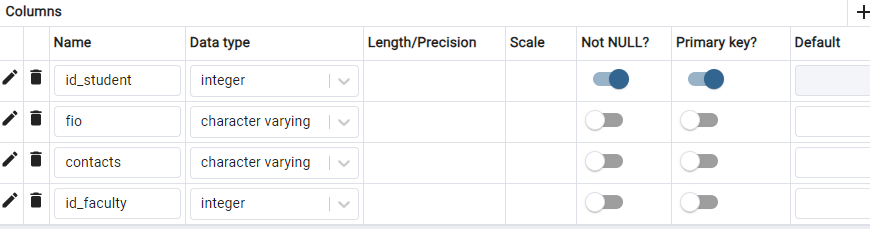 Columns
Name Data type Length/Precision Scale Not NULL? Primary key? Default
id_student integer
fio character varying
contacts character varying
id_faculty integer